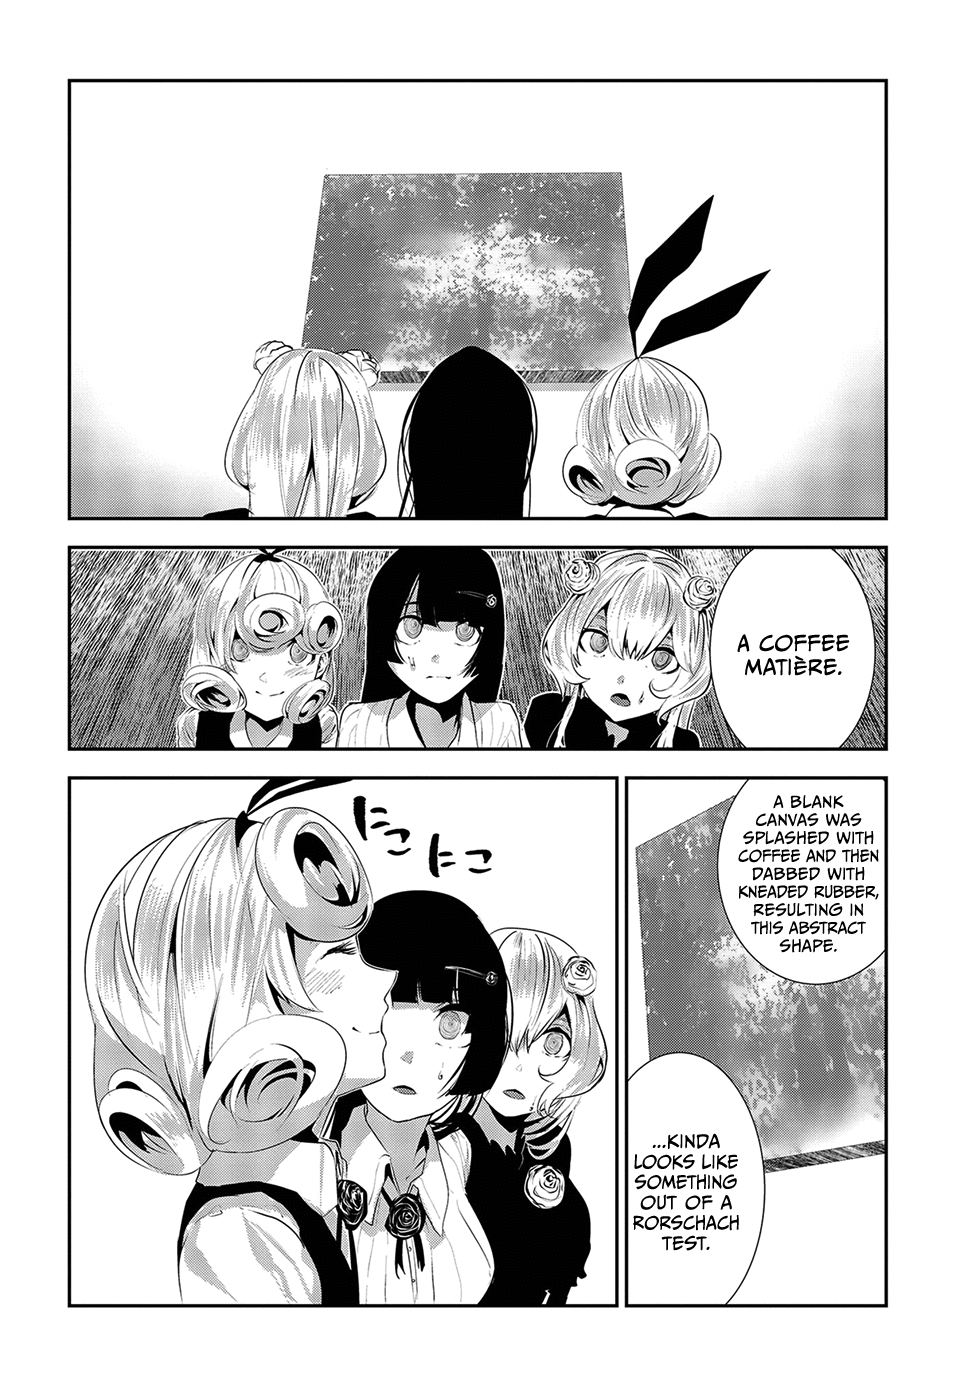 A COFFEE
MATIÈRE.
A BLANK
CANVAS WAS
SPLASHED WITH
COFFEE AND THEN
DABBED WITH
KNEADED RUBBER,
RESULTING IN
THIS ABSTRACT
SHAPE.
...KINDA
LOOKS LIKE
SOMETHING
OUT OF A
RORSCHACH
TEST.
にこ
にこ